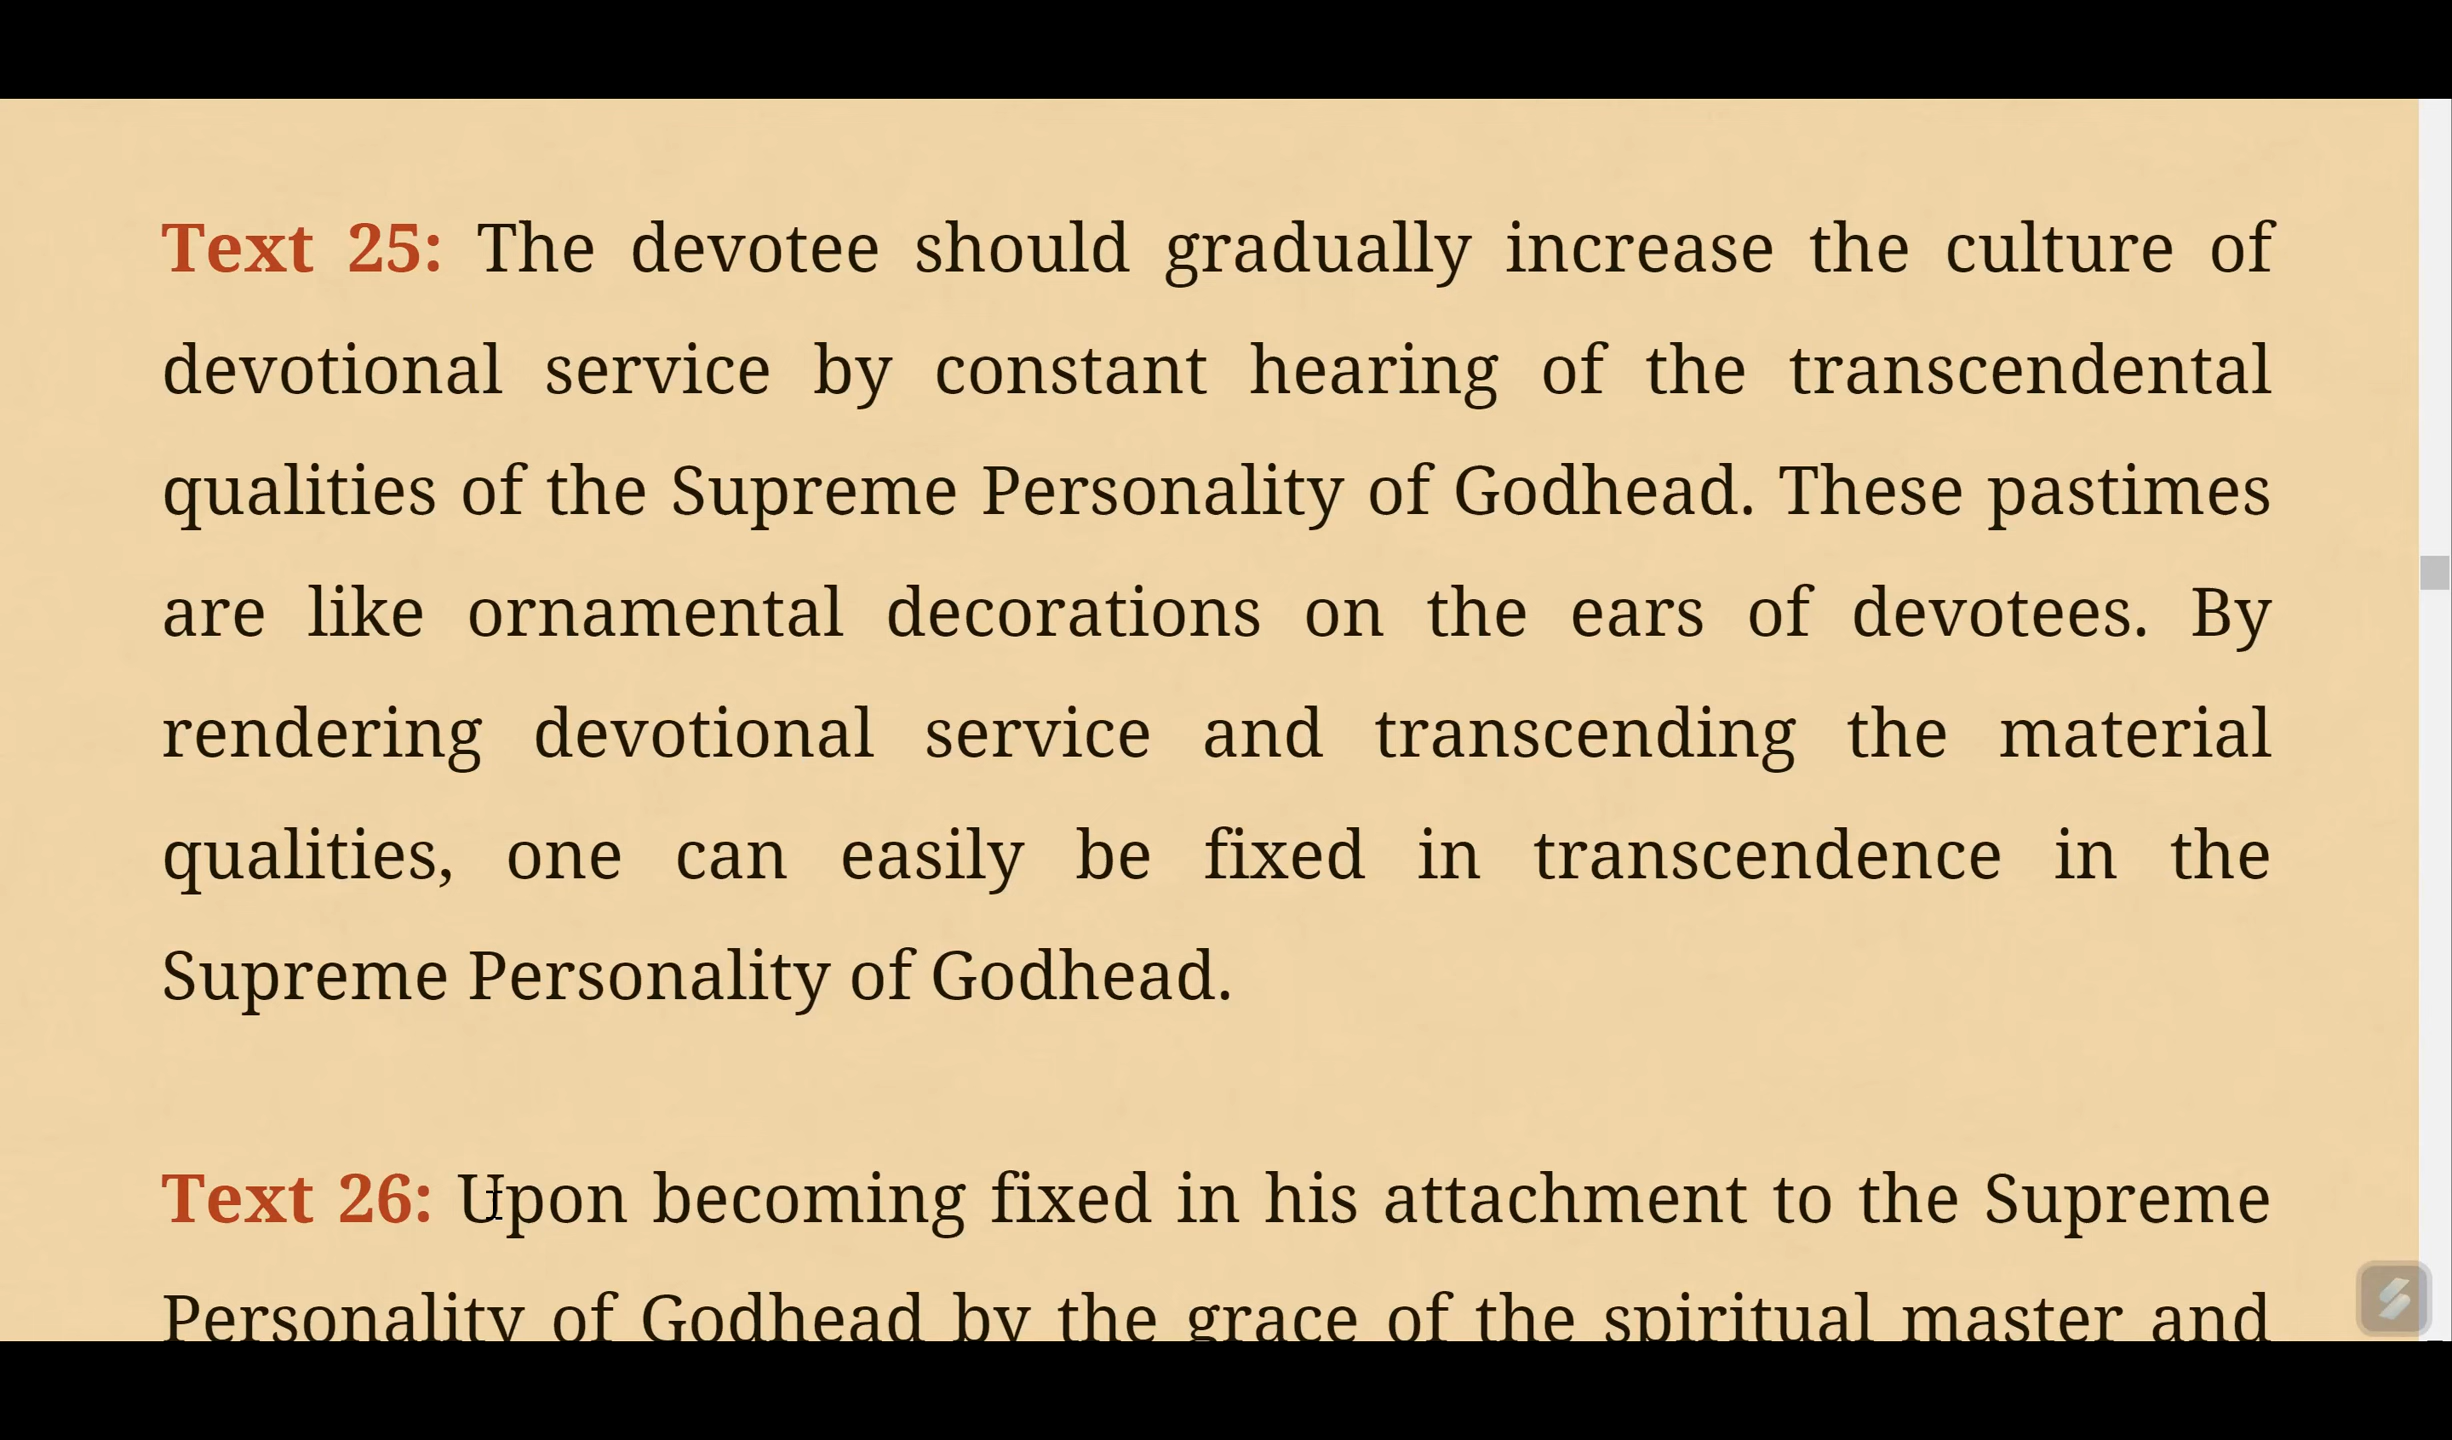 Text 25: The devotee should gradually increase the culture of
devotional service by constant hearing of the transcendental
qualities of the Supreme Personality of Godhead. These pastimes
are like ornamental decorations on the ears of devotees. By
rendering devotional service and transcending the material
qualities, one can easily be fixed in transcendence in the
Supreme Personality of Godhead.
Text 26: Upon becoming fixed in his attachment to the Supreme
Personality of Godhead by the grace of the spiritual master and